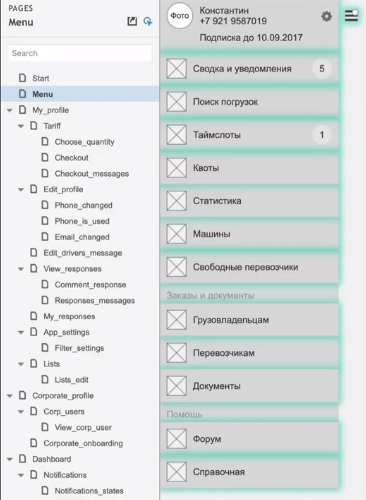 PAGES
Menu
Search
Start
Menu
My_profile
Tariff
Choose_quantity
Checkout
Checkout_messages
Edit_profile
Phone_changed
Phone_is_used
Email_changed
Edit_drivers_message
View_responses
Comment_response
Responses_messages
My_responses
App_settings
Filter_settings
Lists
Lists_edit
Corporate_profile
Corp_users
View_corp_user
Corporate_onboarding
Dashboard
Notifications
Notifications_states
Фото
Константин
+7 921 9587019
Подписка до 10.09.2017
Сводка и уведомления 5
Поиск погрузок
Таймслоты 1
Квоты
Статистика
Машины
Свободные перевозчики
Заказы и документы
Грузовладельцам
Перевозчикам
Документы
Помощь
Форум
Справочная